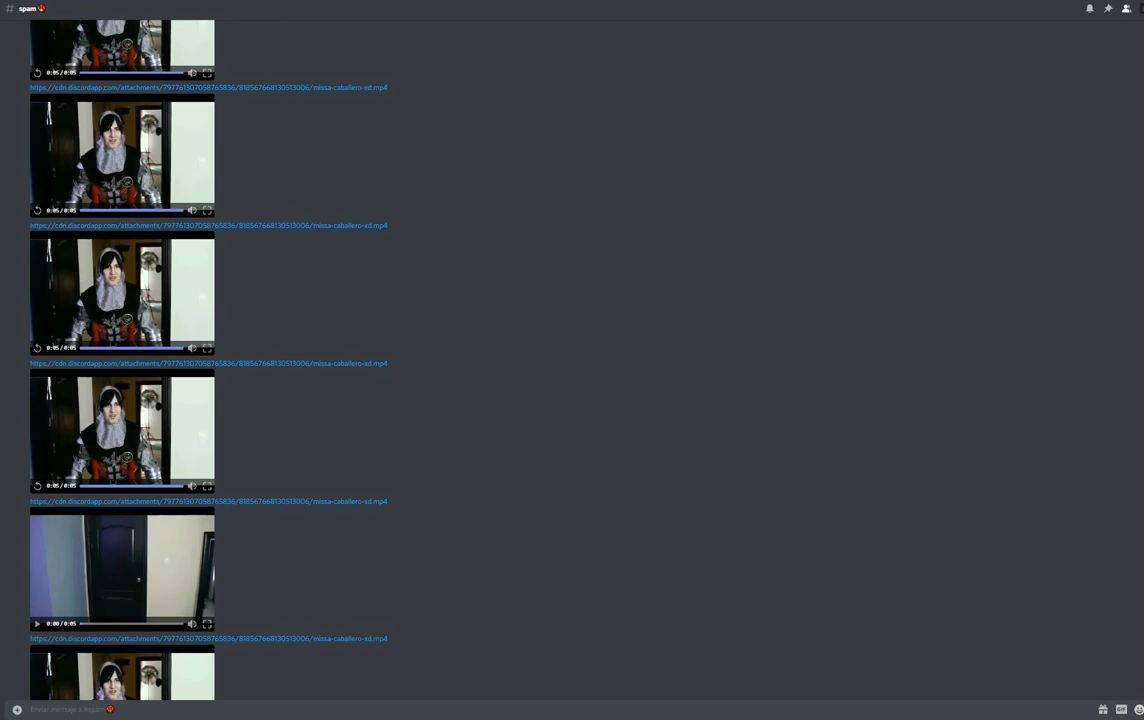 # spam
0:05/0:05
https://cdn.discordapp.com/attachments/797761307058765836/818567668130513006/missa-caballero-xd.mp4
0:05/0:05
https://cdn.discordapp.com/attachments/797761307058765836/818567668130513006/missa-caballero-xd.mp4
0:05/0:05
https://cdn.discordapp.com/attachments/797761307058765836/818567668130513006/missa-caballero-xd.mp4
0:05/0:05
https://cdn.discordapp.com/attachments/797761307058765836/818567668130513006/missa-caballero-xd.mp4
0:00/0:05
https://cdn.discordapp.com/attachments/797761307058765836/818567668130513006/missa-caballero-xd.mp4
Enviar mensaje a #spam
GIF